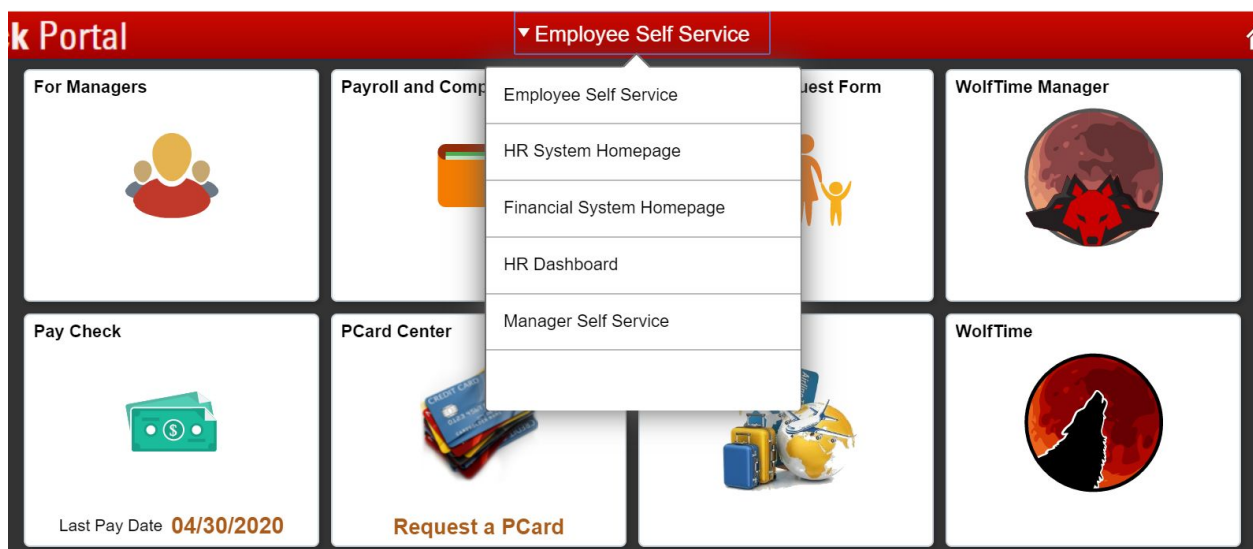 k Portal
Employee Self Service
For Managers
Payroll and Comp
uest Form
WolfTime Manager
Employee Self Service
HR System Homepage
Financial System Homepage
HR Dashboard
Manager Self Service
Pay Check
PCard Center
WolfTime
CREDIT CARD
Last Pay Date 04/30/2020
Request a PCard